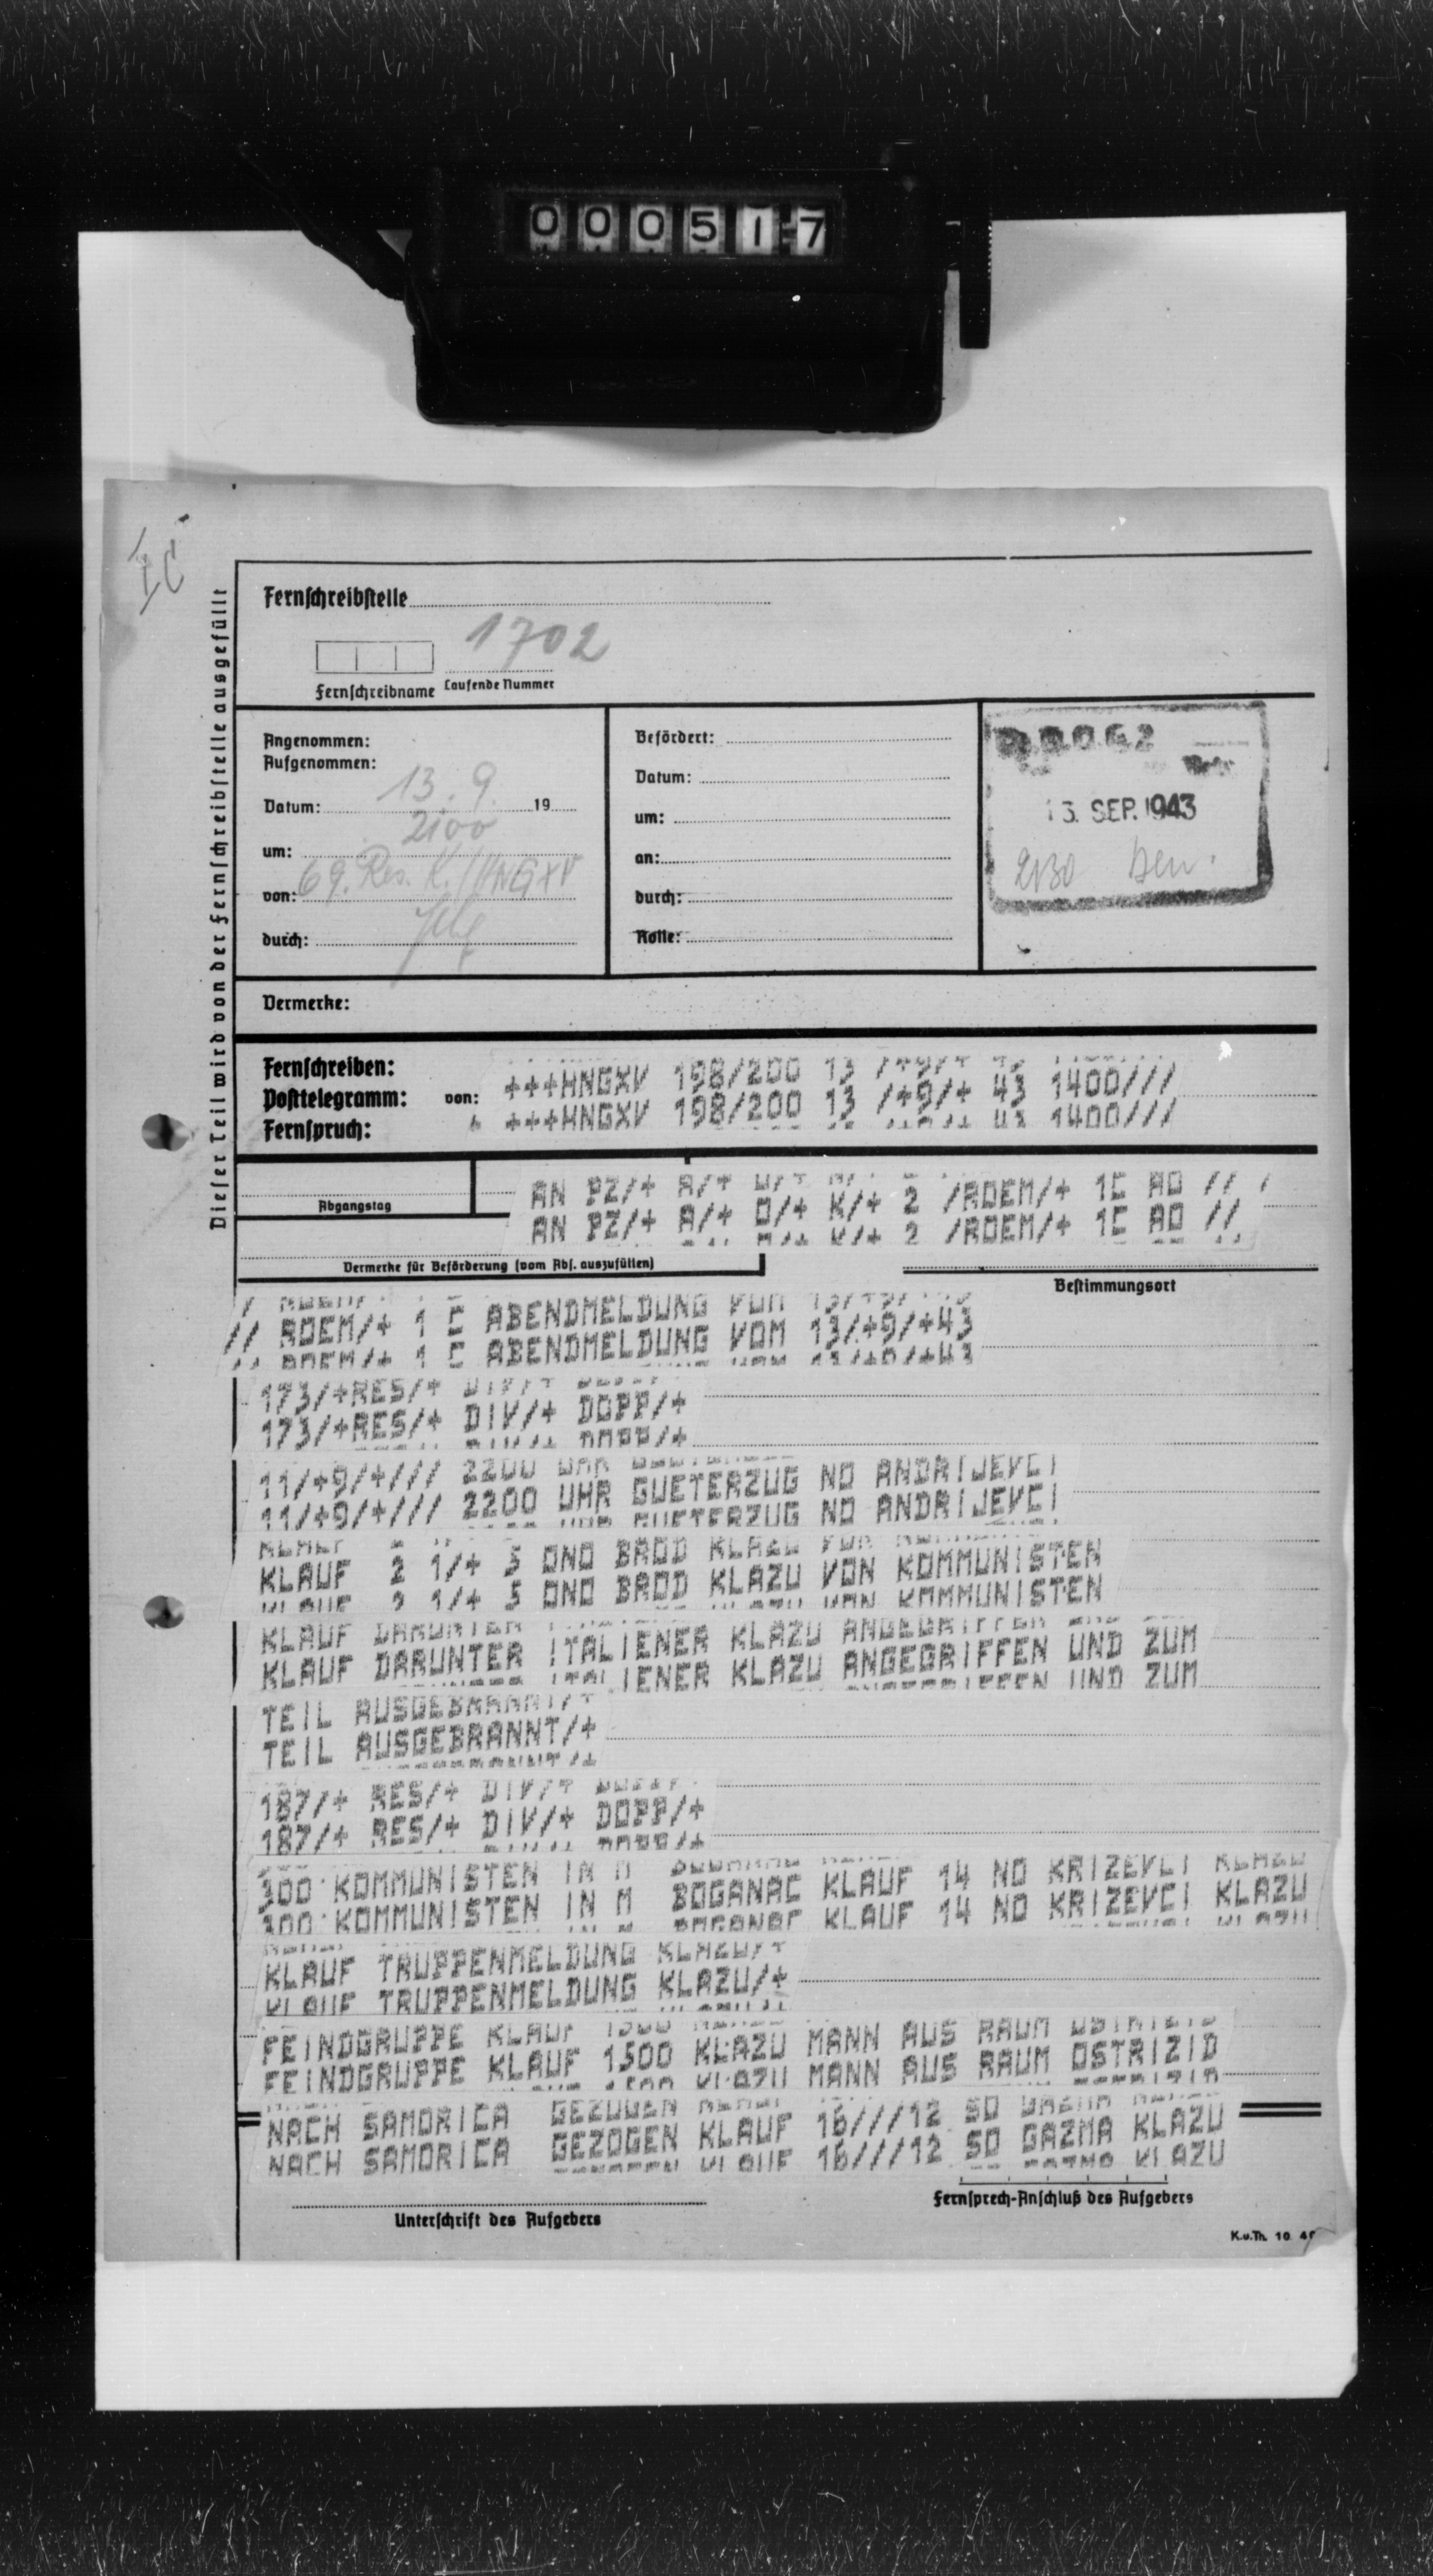 000517
Ic
Dieser Teil wird von der Fernschreibstelle ausgefüllt
Fernschreibstelle
1702
Fernschreibname Laufende Nummer
Angenommen:
Aufgenommen:
Datum: 13.9. 19
um: 2100
von: 69. Res. K./HNGXV
durch:
Befördert:
Datum:
um:
an:
durch:
Rolle:
13. SEP. 1943
2130
Vermerke:
Fernschreiben:
Posttelegramm: von:
Fernspruch:
+++HNGXV 198/200 13 /+9/+ 43 1400///
Abgangstag
AN PZ/+ A/+ O/+ K/+ 2 /ROEM/+ 1C AO //
Vermerke für Beförderung (vom Abs. auszufüllen)
Bestimmungsort
// ROEM/+ 1 C ABENDMELDUNG VOM 13/+9/+43
173/+RES/+ DIV/+ DOPP/+
11/+9/+/// 2200 UHR GUETERZUG NO ANDRIJEVCI
KLAUF 2 1/+ 3 ONO BROD KLAZU VON KOMMUNISTEN
KLAUF DARUNTER ITALIENER KLAZU ANGEGRIFFEN UND ZUM
TEIL AUSGEBRANNT/+
187/+ RES/+ DIV/+ DOPP/+
300 KOMMUNISTEN IN M BOGANAC KLAUF 14 NO KRIZEVCI KLAZU
KLAUF TRUPPENMELDUNG KLAZU/+
FEINDGRUPPE KLAUF 1500 KLAZU MANN AUS RAUM OSTRIZID
NACH SAMORICA GEZOGEN KLAUF 16///12 SO GAZMA KLAZU
Unterschrift des Aufgebers
Fernsprech-Anschluß des Aufgebers
K.u.Th. 10